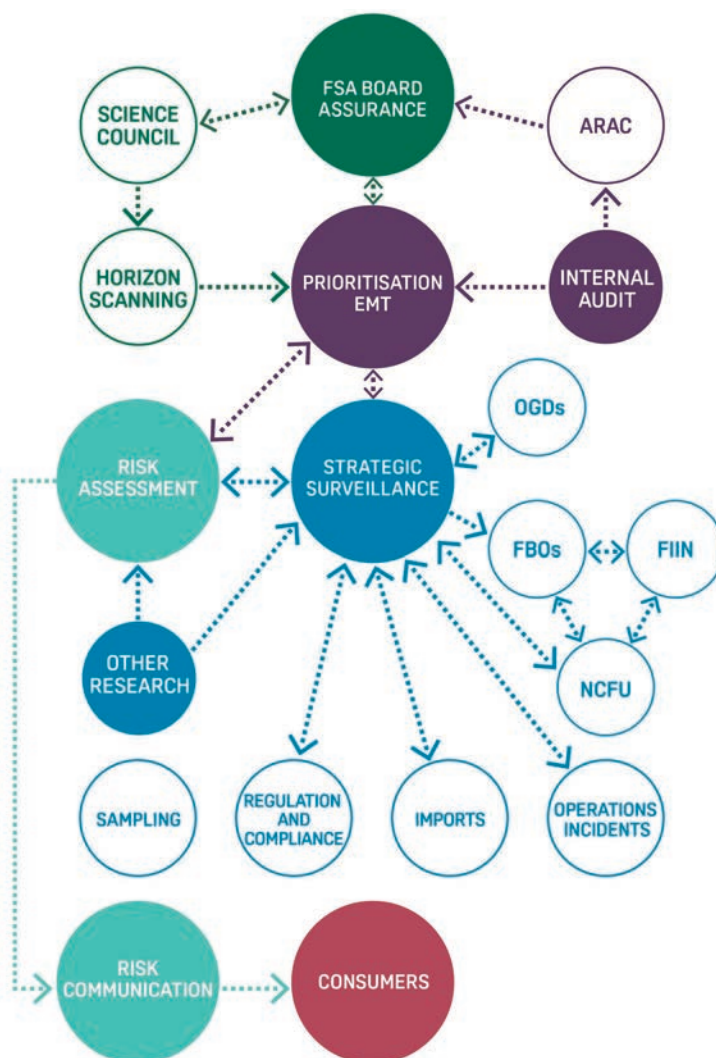 FSA BOARD
ASSURANCE
SCIENCE
COUNCIL
ARAC
HORIZON
SCANNING
PRIORITISATION
EMT
INTERNAL
AUDIT
OGDs
RISK
ASSESSMENT
STRATEGIC
SURVEILLANCE
FBOs
FIIN
OTHER
RESEARCH
NCFU
SAMPLING
REGULATION
AND
COMPLIANCE
IMPORTS
OPERATIONS
INCIDENTS
RISK
COMMUNICATION
CONSUMERS